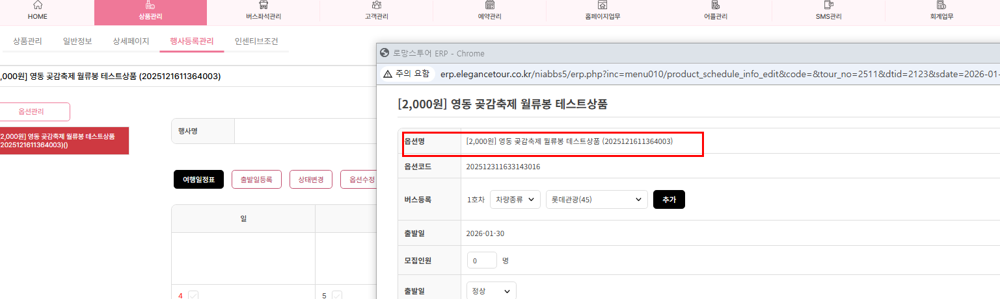 HOME
상품관리
버스좌석관리
고객관리
예약관리
홈페이지업무
어플관리
SMS관리
회계업무
상품관리
일반정보
상세페이지
행사등록관리
인센티브조건
,000원] 영동 곶감축제 월류봉 테스트상품 (2025121611364003)
옵션관리
[2,000원] 영동 곶감축제 월류봉 테스트상품
(2025121611364003)()
행사명
여행일정표
출발일등록
상태변경
옵션수정
일
4
5
로망스투어 ERP - Chrome
주의 요함
erp.elegancetour.co.kr/niabbs5/erp.php?inc=menu010/product_schedule_info_edit&code=&tour_no=2511&dtid=2123&sdate=2026-01-
[2,000원] 영동 곶감축제 월류봉 테스트상품
옵션명
[2,000원] 영동 곶감축제 월류봉 테스트상품 (2025121611364003)
옵션코드
202512311633143016
버스등록
1호차
차량종류
롯데관광(45)
추가
출발일
2026-01-30
모집인원
0
명
출발일
정상